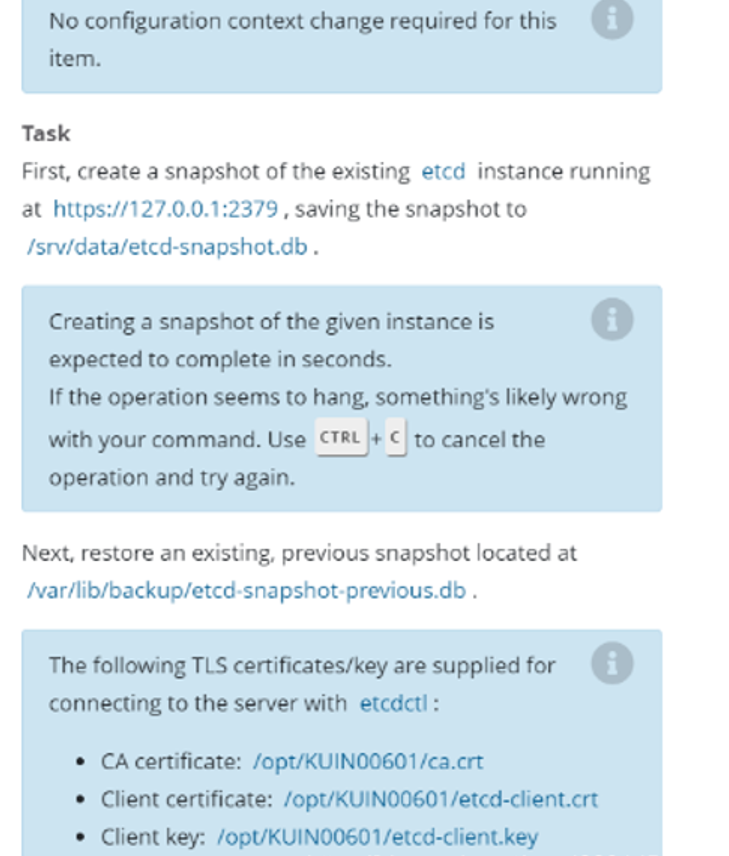 No configuration context change required for this
item.
Task
First, create a snapshot of the existing etcd instance running
at https://127.0.0.1:2379 , saving the snapshot to
/srv/data/etcd-snapshot.db .
Creating a snapshot of the given instance is
expected to complete in seconds.
If the operation seems to hang, something's likely wrong
with your command. Use CTRL + C to cancel the
operation and try again.
Next, restore an existing, previous snapshot located at
/var/lib/backup/etcd-snapshot-previous.db .
The following TLS certificates/key are supplied for
connecting to the server with etcdctl :
• CA certificate: /opt/KUIN00601/ca.crt
• Client certificate: /opt/KUIN00601/etcd-client.crt
• Client key: /opt/KUIN00601/etcd-client.key